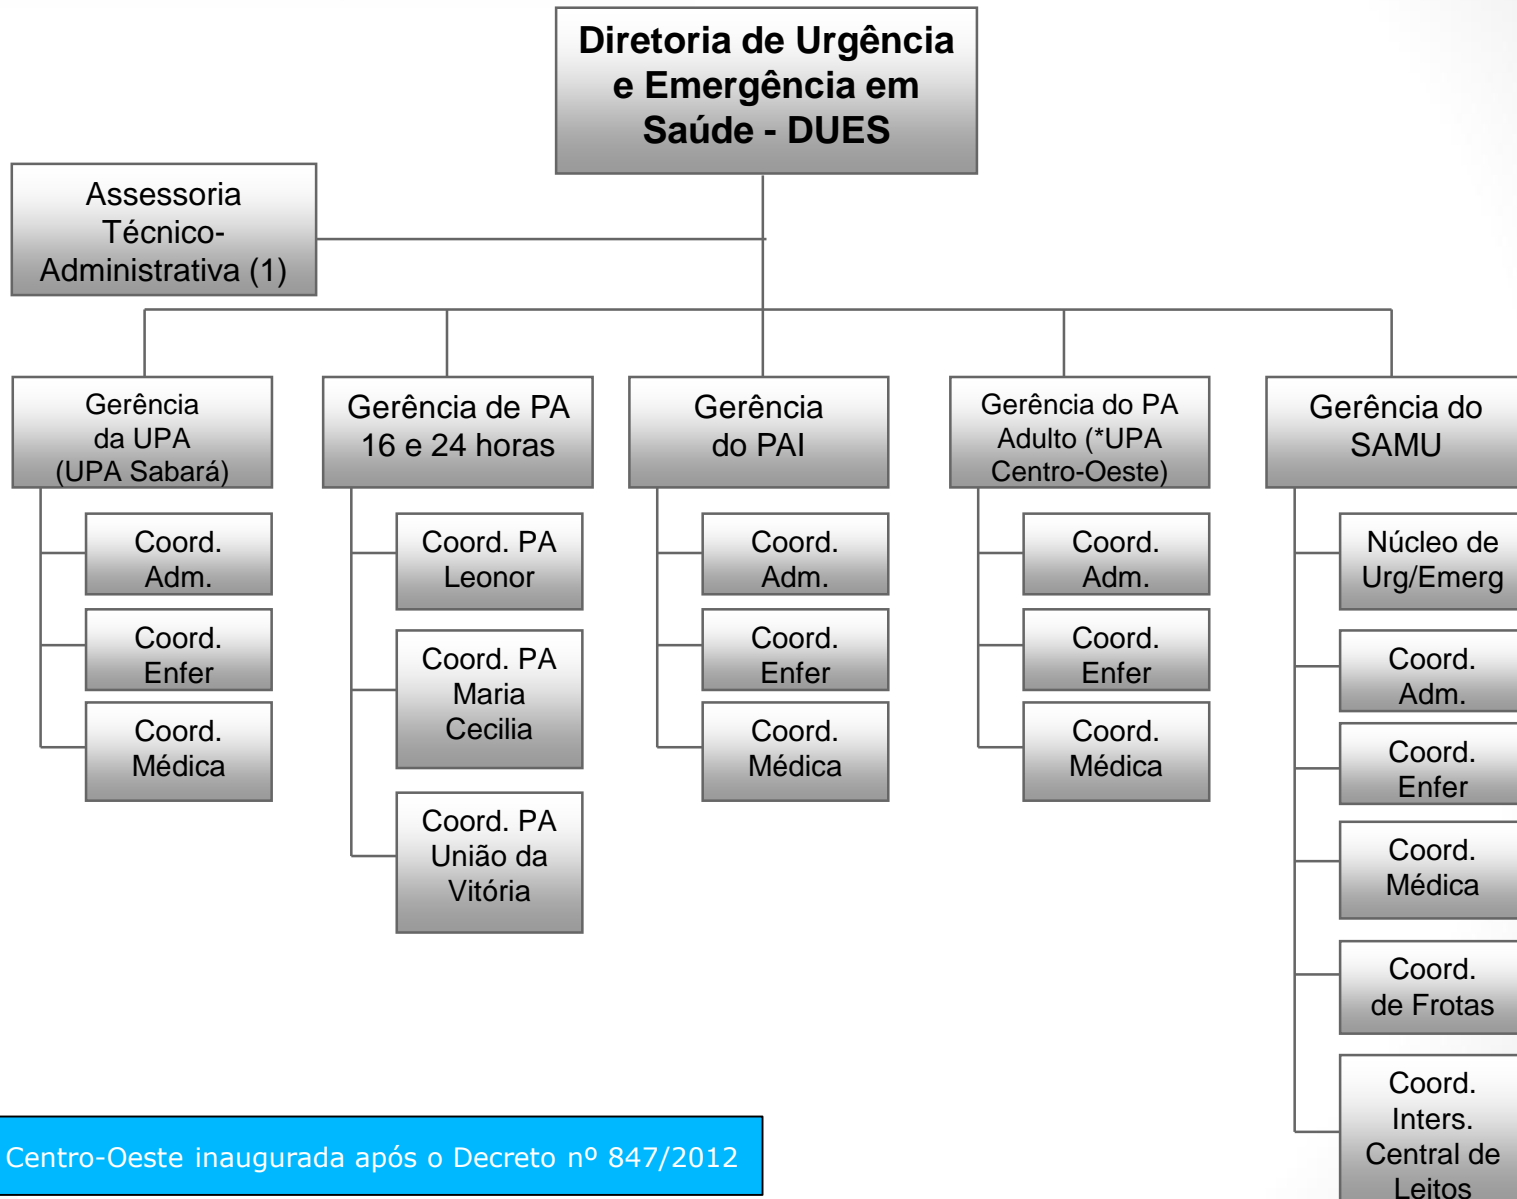 Diretoria de Urgência
e Emergência em
Saúde - DUES
Assessoria
Técnico-
Administrativa (1)
Gerência
da UPA
(UPA Sabará)
Coord.
Adm.
Coord.
Enfer
Coord.
Médica
Gerência de PA
16 e 24 horas
Coord. PA
Leonor
Coord. PA
Maria
Cecilia
Coord. PA
União da
Vitória
Gerência
do PAI
Coord.
Adm.
Coord.
Enfer
Coord.
Médica
Gerência do PA
Adulto (*UPA
Centro-Oeste)
Coord.
Adm.
Coord.
Enfer
Coord.
Médica
Gerência do
SAMU
Núcleo de
Urg/Emerg
Coord.
Adm.
Coord.
Enfer
Coord.
Médica
Coord.
de Frotas
Coord.
Inters.
Central de
Leitos
Centro-Oeste inaugurada após o Decreto nº 847/2012